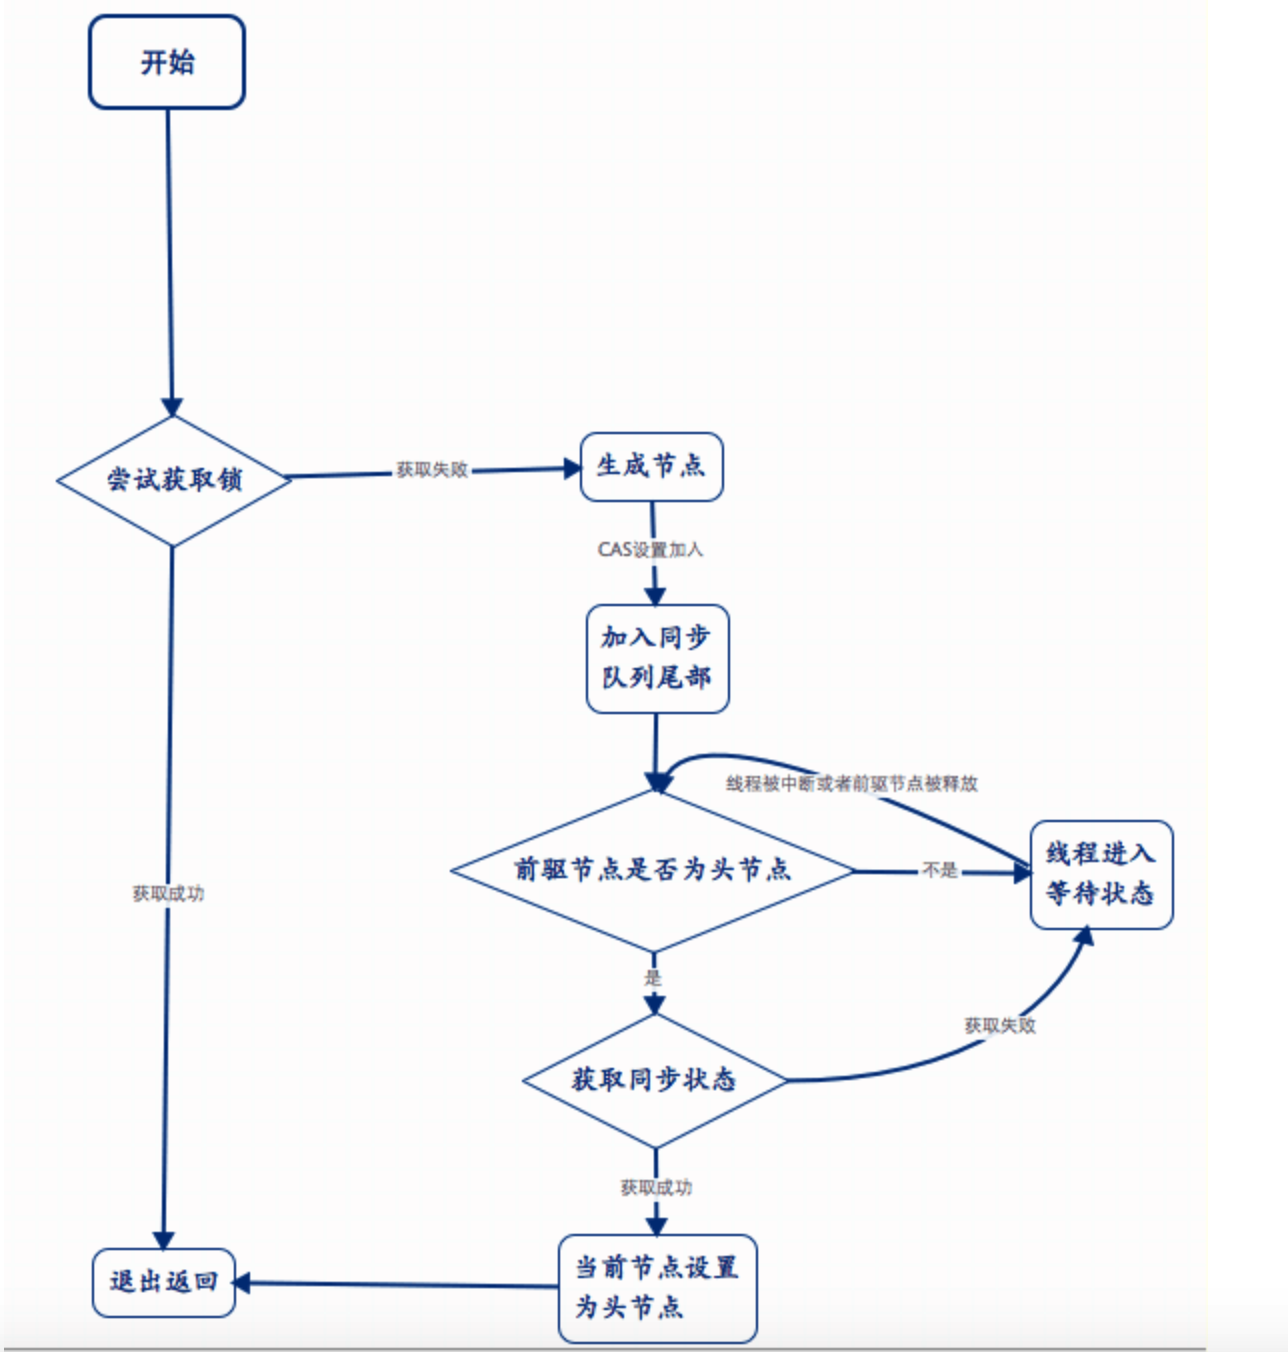 开始
尝试获取锁
获取失败
生成节点
CAS设置加入
加入同步
队列尾部
线程被中断或者前驱节点被释放
前驱节点是否为头节点
不是
线程进入
等待状态
获取成功
是
获取失败
获取同步状态
获取成功
当前节点设置
为头节点
退出返回